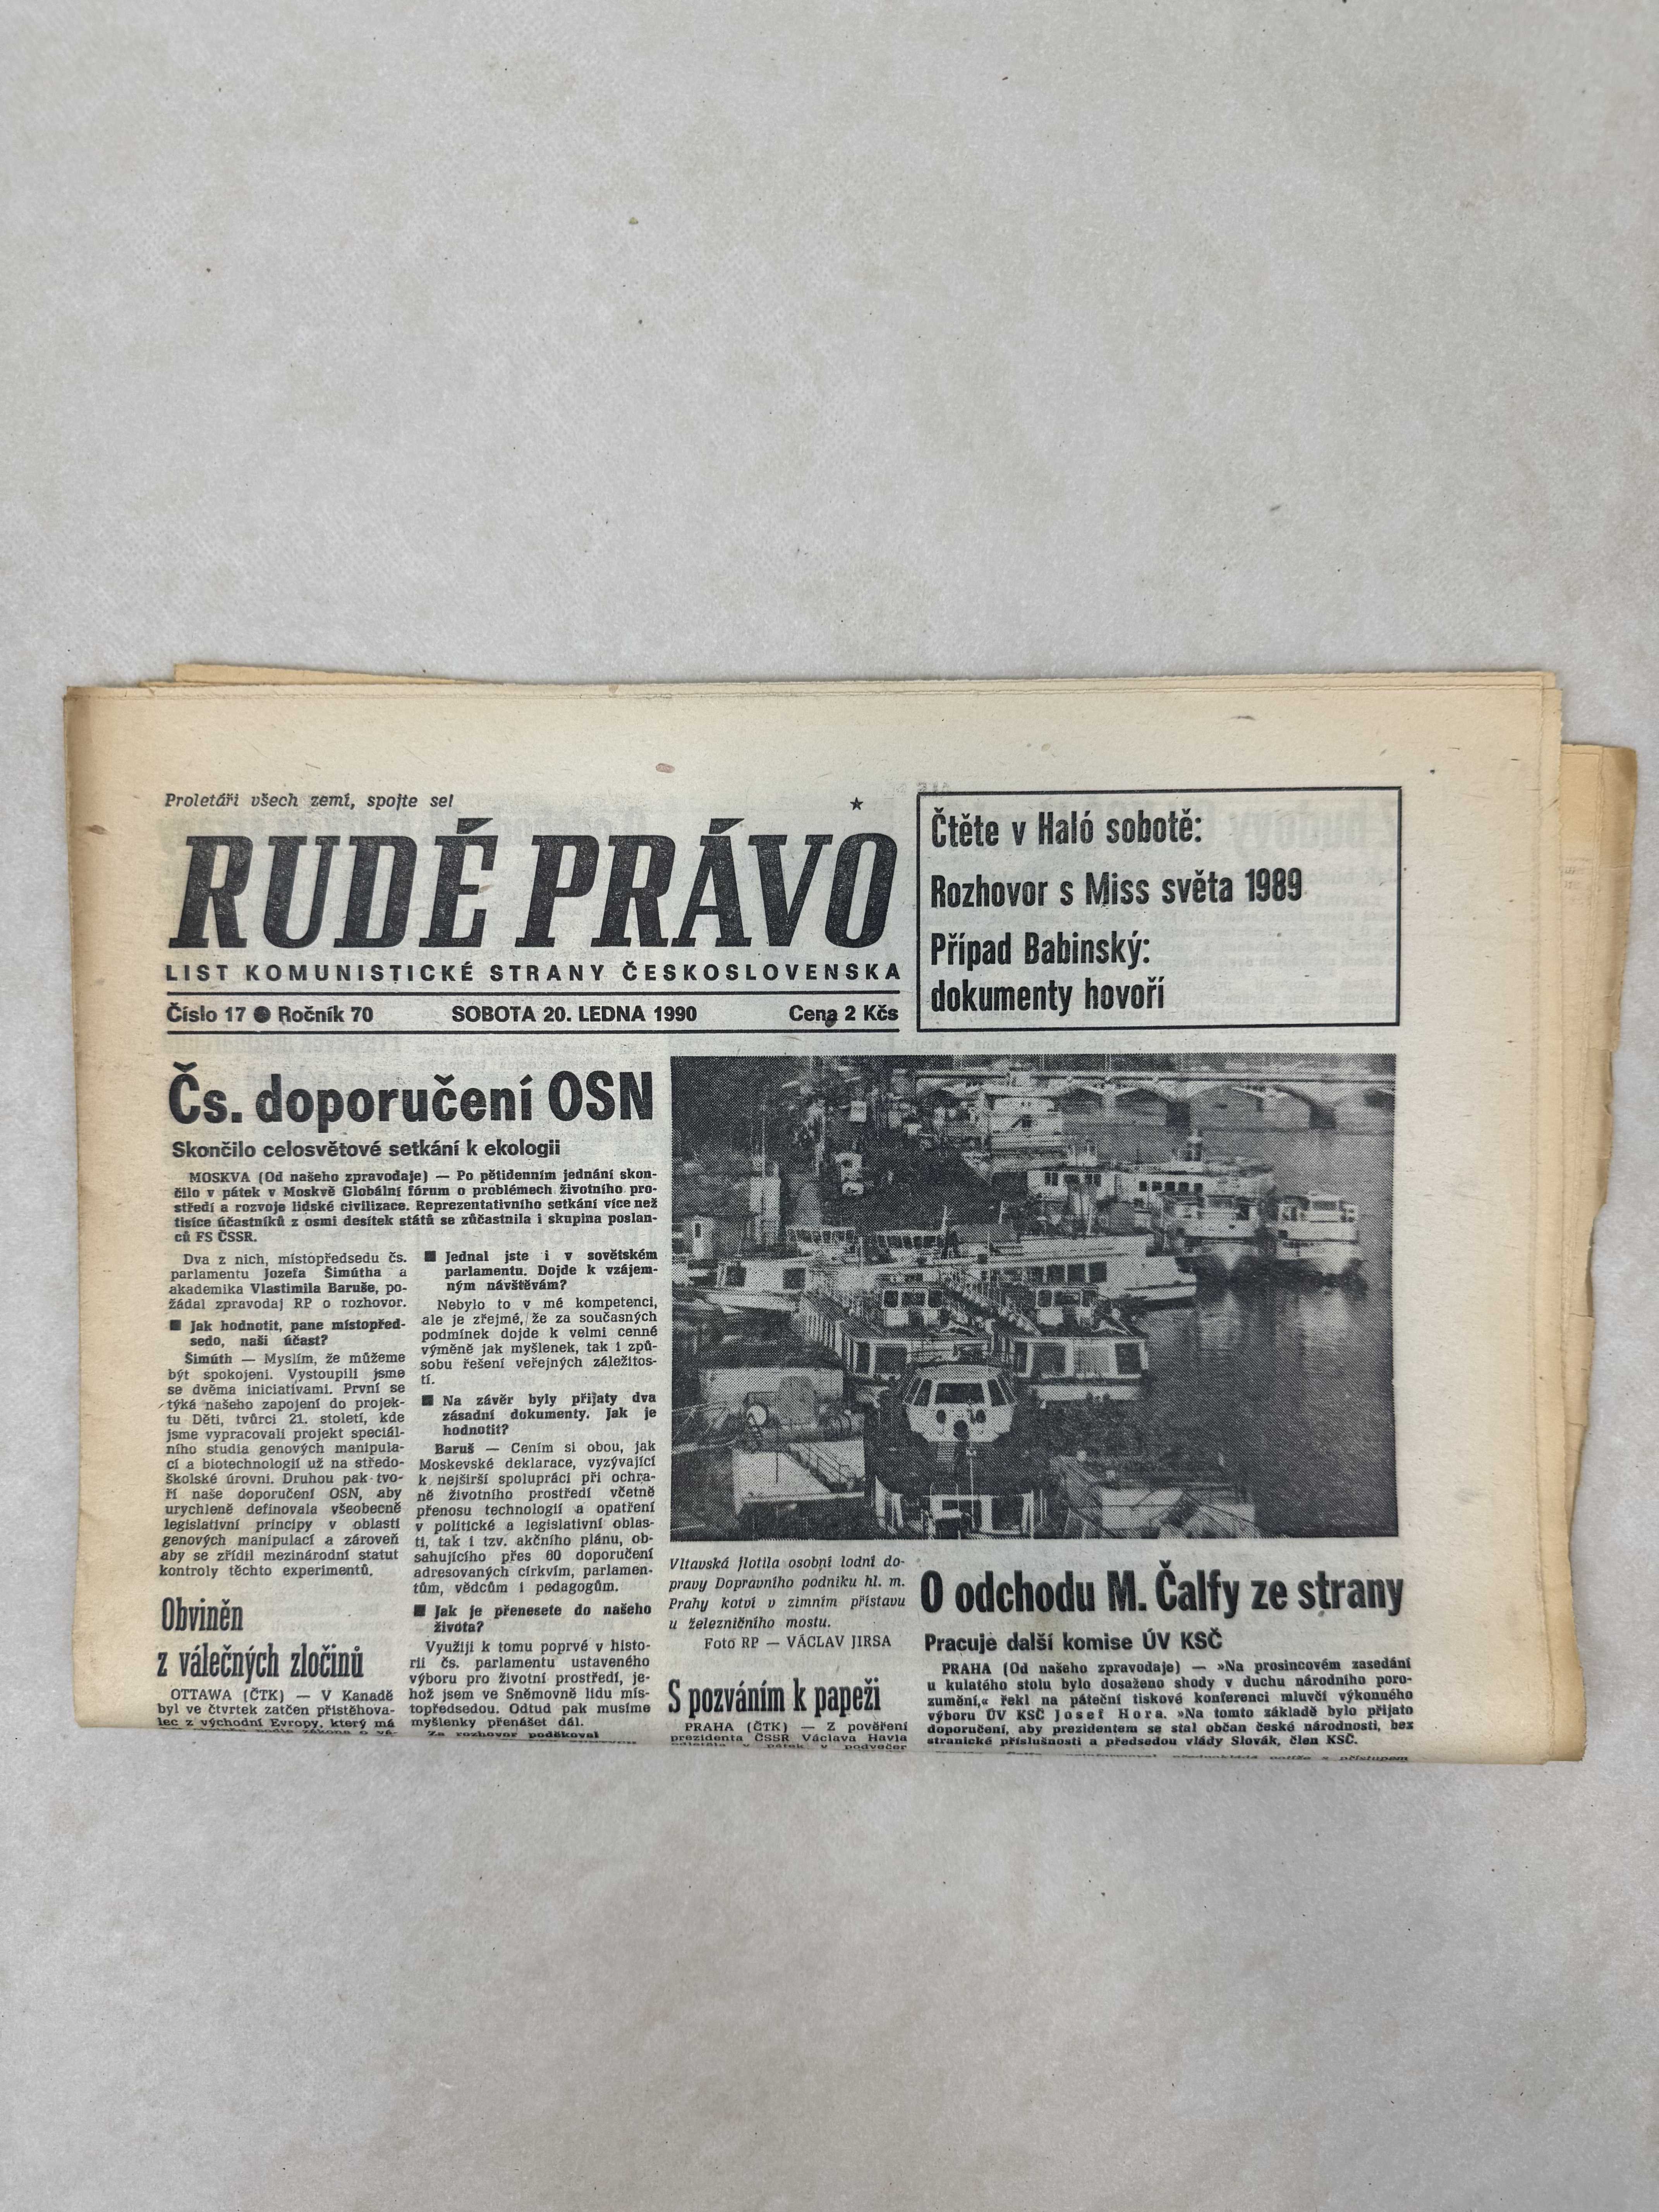 Proletáři všech zemí, spojte se!
RUDÉ PRÁVO
LIST KOMUNISTICKÉ STRANY ČESKOSLOVENSKA
Číslo 17 ● Ročník 70 SOBOTA 20. LEDNA 1990 Cena 2 Kčs
Čtěte v Haló sobotě:
Rozhovor s Miss světa 1989
Případ Babinský:
dokumenty hovoří
Čs. doporučení OSN
Skončilo celosvětové setkání k ekologii
MOSKVA (Od našeho zpravodaje) — Po pětidenním jednání skon-
čilo v pátek v Moskvě Globální fórum o problémech životního pro-
středí a rozvoje lidské civilizace. Reprezentativního setkání více než
tisíce účastníků z osmi desítek států se zúčastnila i skupina poslan-
ců FS ČSSR.
Dva z nich, místopředsedu čs.
parlamentu Jozefa Šimútha a
akademika Vlastimila Baruše, po-
žádal zpravodaj RP o rozhovor.
■ Jak hodnotit, pane místopřed-
sedo, naši účast?
Šimúth — Myslím, že můžeme
být spokojeni. Vystoupili jsme
se dvěma iniciativami. První se
týká našeho zapojení do projek-
tu Děti, tvůrci 21. století, kde
jsme vypracovali projekt speciál-
ního studia genových manipula-
cí a biotechnologií už na středo-
školské úrovni. Druhou pak tvo-
ří naše doporučení OSN, aby
urychleně definovala všeobecně
legislativní principy v oblasti
genových manipulací a zároveň
aby se zřídil mezinárodní statut
kontroly těchto experimentů.
■ Jednal jste i v sovětském
parlamentu. Dojde k vzájem-
ným návštěvám?
Nebylo to v mé kompetenci,
ale je zřejmé, že za současných
podmínek dojde k velmi cenné
výměně jak myšlenek, tak i způ-
sobu řešení veřejných záležitos-
tí.
■ Na závěr byly přijaty dva
zásadní dokumenty. Jak je
hodnotit?
Baruš — Cením si obou, jak
Moskevské deklarace, vyzývající
k nejširší spolupráci při ochra-
ně životního prostředí včetně
přenosu technologií a opatření
v politické a legislativní oblas-
ti, tak i tzv. akčního plánu, ob-
sahujícího přes 60 doporučení
adresovaných církvím, parlamen-
tům, vědcům i pedagogům.
■ Jak je přenesete do našeho
života?
Využiji k tomu poprvé v histo-
rii čs. parlamentu ustaveného
výboru pro životní prostředí, je-
hož jsem ve Sněmovně lidu mís-
topředsedou. Odtud pak musíme
myšlenky přenášet dál.
Za rozhovor poděkoval
Obviněn
z válečných zločinů
OTTAWA (ČTK) — V Kanadě
byl ve čtvrtek zatčen přistěhova-
lec z východní Evropy, který má
Vltavská flotila osobní lodní do-
pravy Dopravního podniku hl. m.
Prahy kotví v zimním přístavu
u železničního mostu.
Foto RP — VÁCLAV JIRSA
S pozváním k papeži
PRAHA (ČTK) — Z pověření
prezidenta ČSSR Václava Havla
odletěla v pátek v podvečer
O odchodu M. Čalfy ze strany
Pracuje další komise ÚV KSČ
PRAHA (Od našeho zpravodaje) — »Na prosincovém zasedání
u kulatého stolu bylo dosaženo shody v duchu národního poro-
zumění,« řekl na páteční tiskové konferenci mluvčí výkonného
výboru ÚV KSČ Josef Hora. »Na tomto základě bylo přijato
doporučení, aby prezidentem se stal občan české národnosti, bez
stranické příslušnosti a předsedou vlády Slovák, člen KSČ.